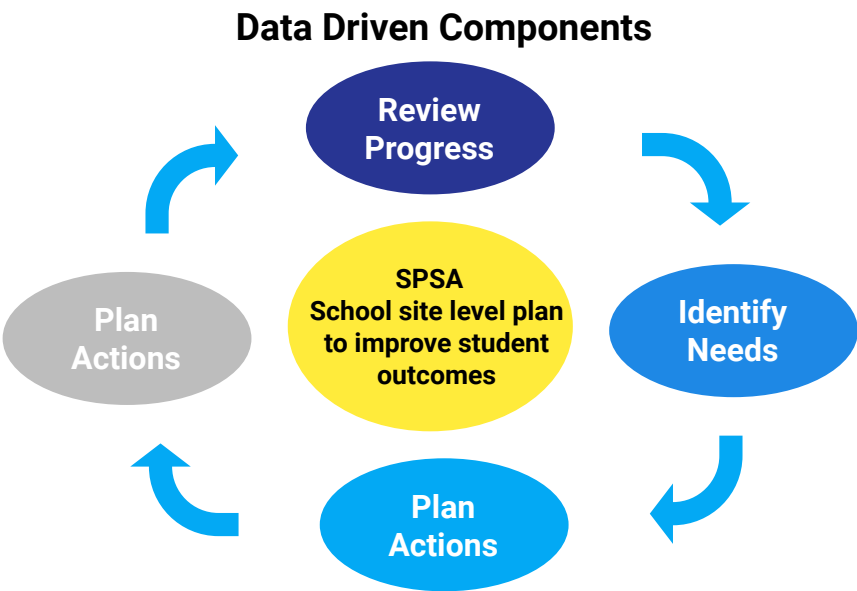 Data Driven Components
Review
Progress
SPSA
School site level plan
to improve student
outcomes
Plan
Actions
Identify
Needs
Plan
Actions